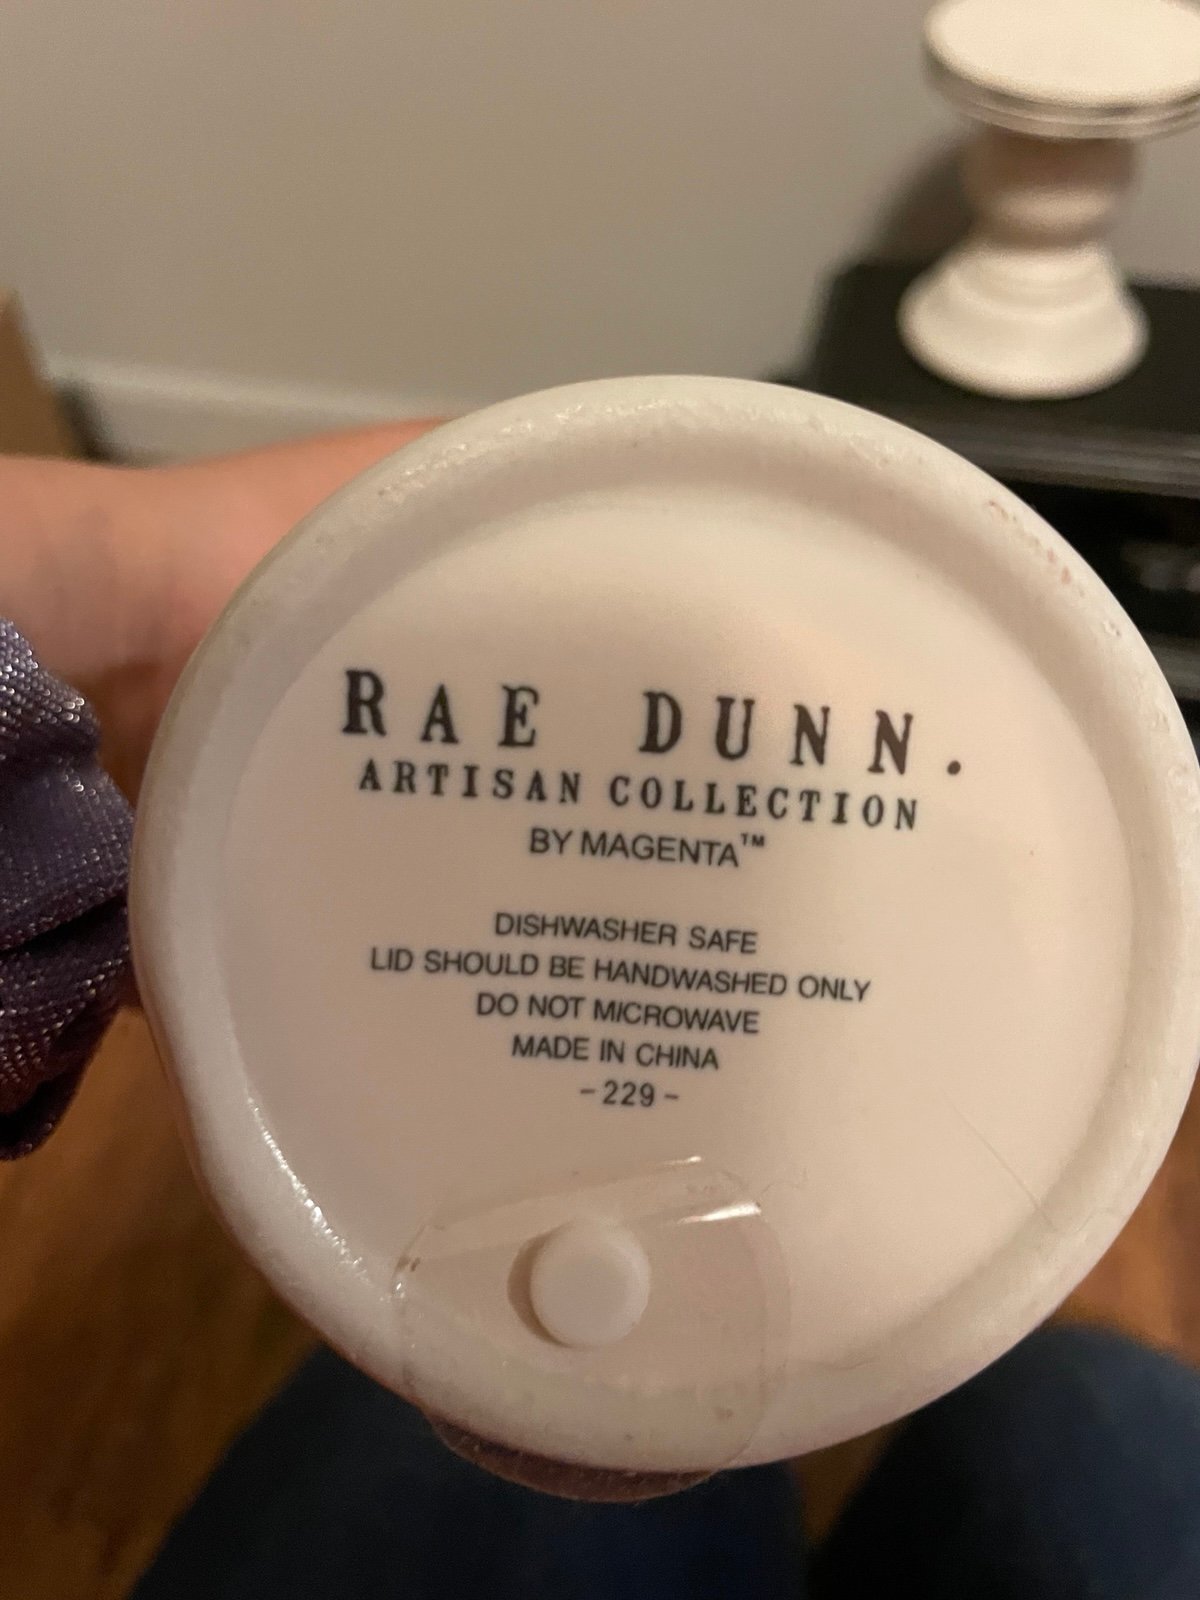 RAE DUNN.
ARTISAN COLLECTION
BY MAGENTA™
DISHWASHER SAFE
LID SHOULD BE HANDWASHED ONLY
DO NOT MICROWAVE
MADE IN CHINA
-229-